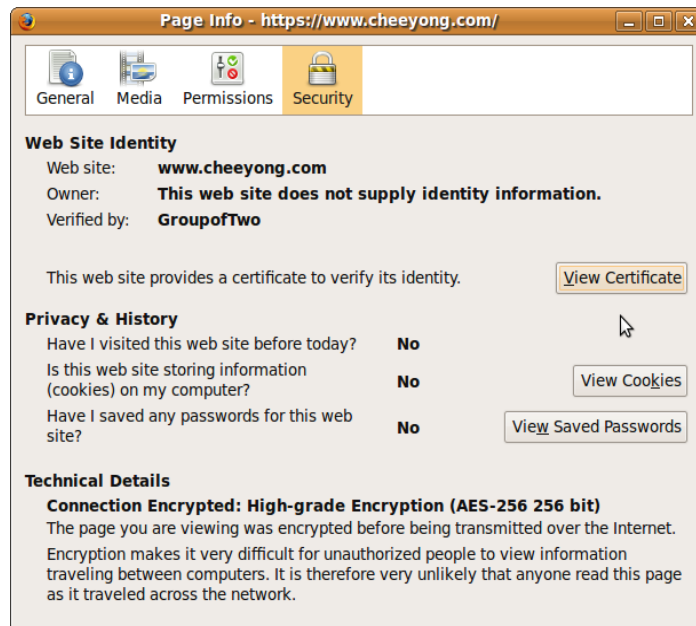 Page Info - https://www.cheeyong.com/
General Media Permissions Security
Web Site Identity
Web site: www.cheeyong.com
Owner: This web site does not supply identity information.
Verified by: GroupofTwo
This web site provides a certificate to verify its identity. View Certificate
Privacy & History
Have I visited this web site before today? No
Is this web site storing information
(cookies) on my computer? No View Cookies
Have I saved any passwords for this web
site? No View Saved Passwords
Technical Details
Connection Encrypted: High-grade Encryption (AES-256 256 bit)
The page you are viewing was encrypted before being transmitted over the Internet.
Encryption makes it very difficult for unauthorized people to view information
traveling between computers. It is therefore very unlikely that anyone read this page
as it traveled across the network.